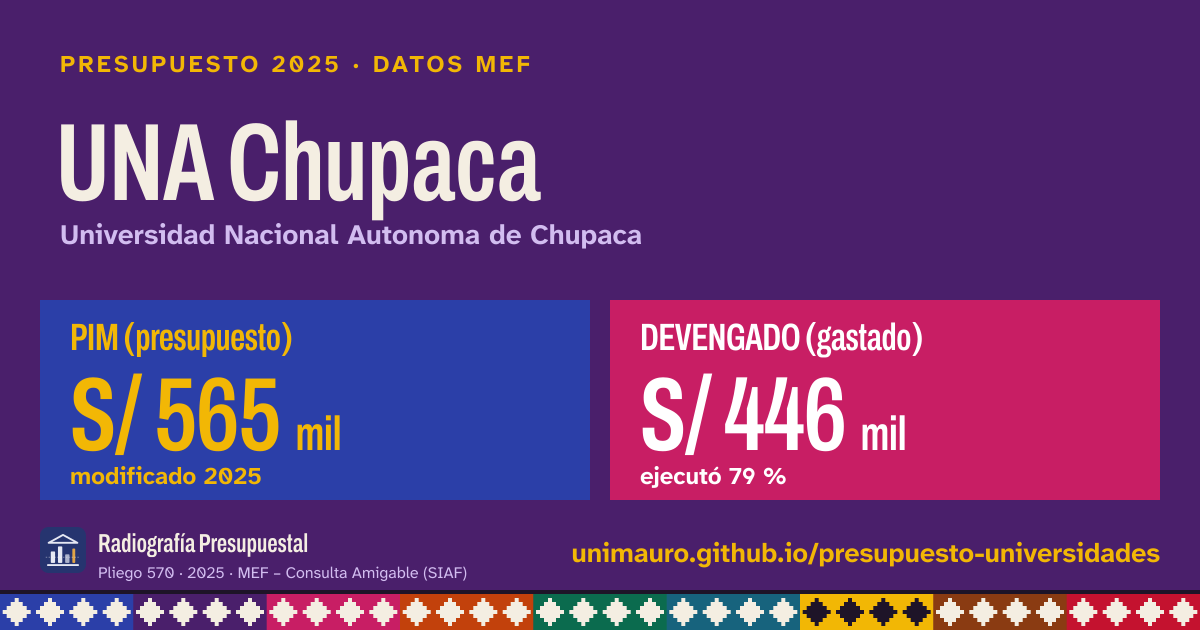 PRESUPUESTO 2025 · DATOS MEF
UNA Chupaca
Universidad Nacional Autonoma de Chupaca
PIM (presupuesto)
S/ 565 mil
modificado 2025
DEVENGADO (gastado)
S/ 446 mil
ejecutó 79 %
Radiografía Presupuestal
Pliego 570 · 2025 · MEF – Consulta Amigable (SIAF)
unimauro.github.io/presupuesto-universidades